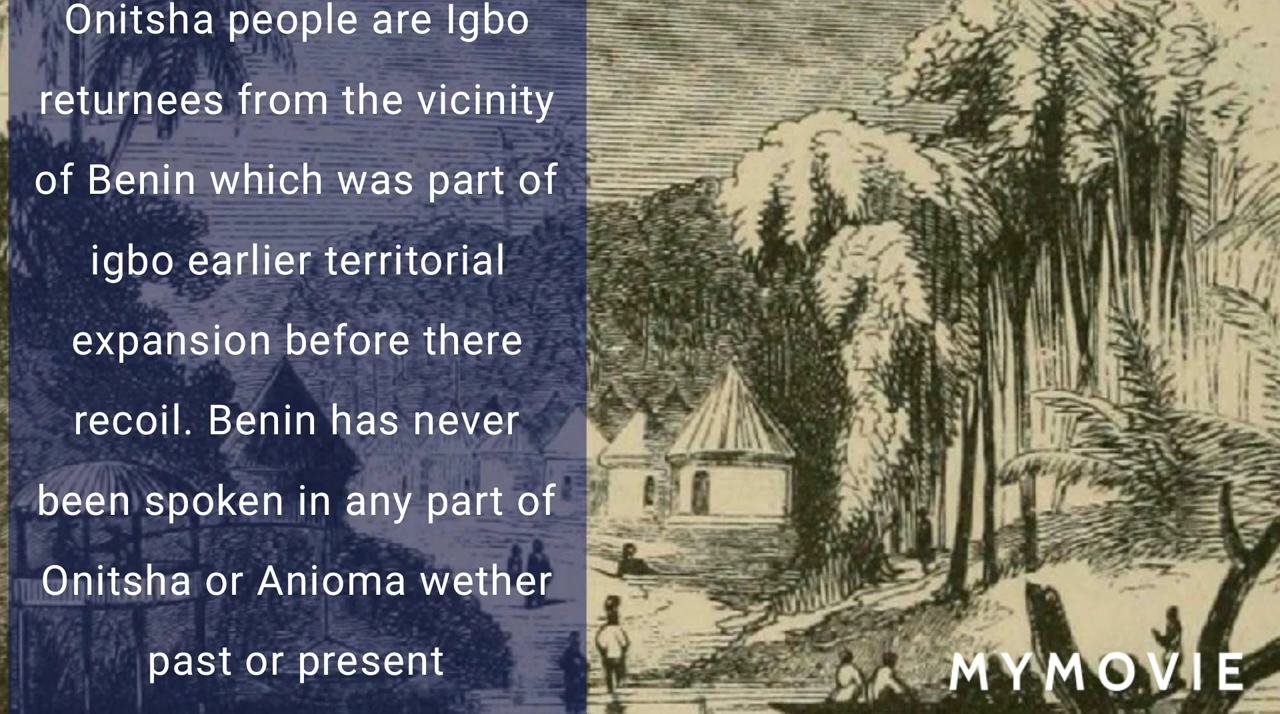 Onitsha people are Igbo
returnees from the vicinity
of Benin which was part of
igbo earlier territorial
expansion before there
recoil. Benin has never
been spoken in any part of
Onitsha or Anioma wether
past or present
MYMOVIE